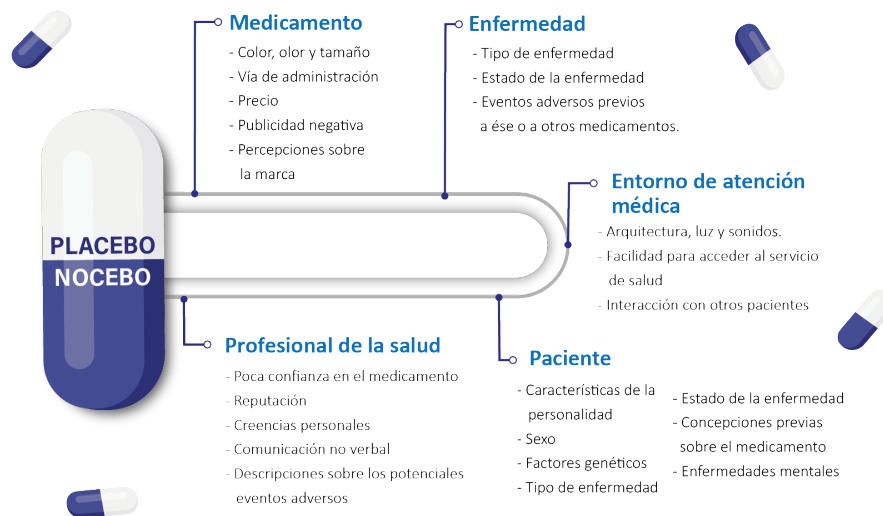 Medicamento
- Color, olor y tamaño
- Vía de administración
- Precio
- Publicidad negativa
- Percepciones sobre
la marca
Enfermedad
- Tipo de enfermedad
- Estado de la enfermedad
- Eventos adversos previos
a ése o a otros medicamentos.
Entorno de atención
médica
- Arquitectura, luz y sonidos.
- Facilidad para acceder al servicio
de salud
- Interacción con otros pacientes
PLACEBO
NOCEBO
Profesional de la salud
- Poca confianza en el medicamento
- Reputación
- Creencias personales
- Comunicación no verbal
- Descripciones sobre los potenciales
eventos adversos
Paciente
- Características de la
personalidad
- Sexo
- Factores genéticos
- Tipo de enfermedad
- Estado de la enfermedad
- Concepciones previas
sobre el medicamento
- Enfermedades mentales